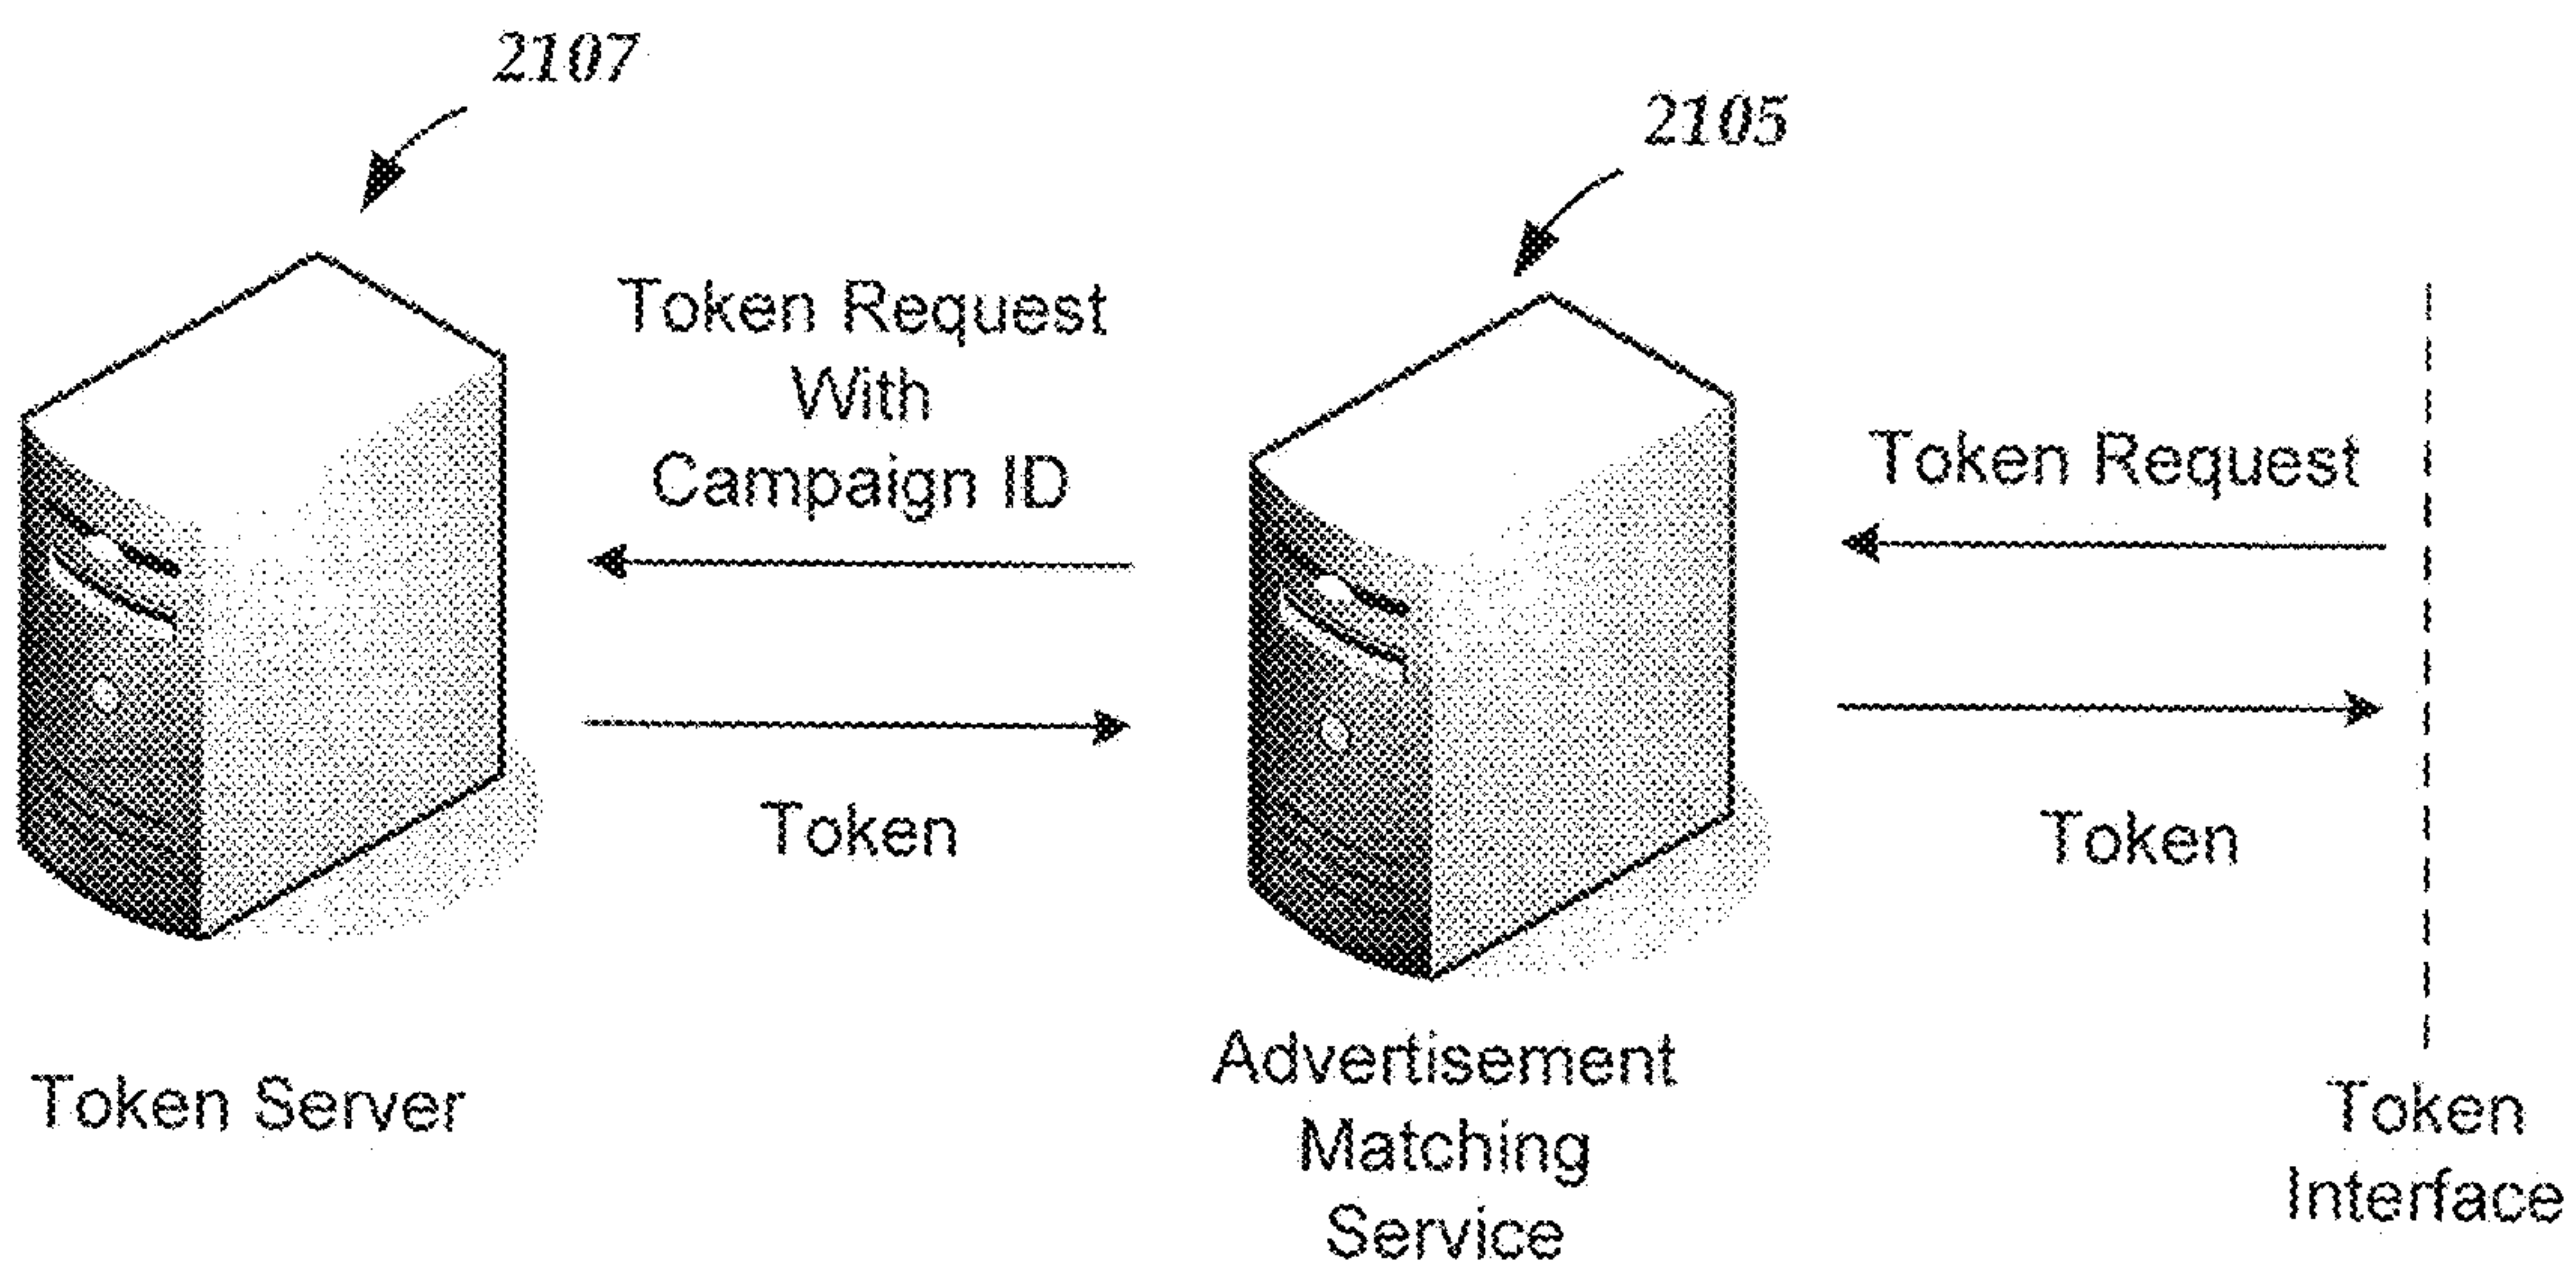 2107
2105
Token Request
With
Campaign ID
Token Request
Token
Token
Token Server
Advertisement
Matching
Service
Token
Interface